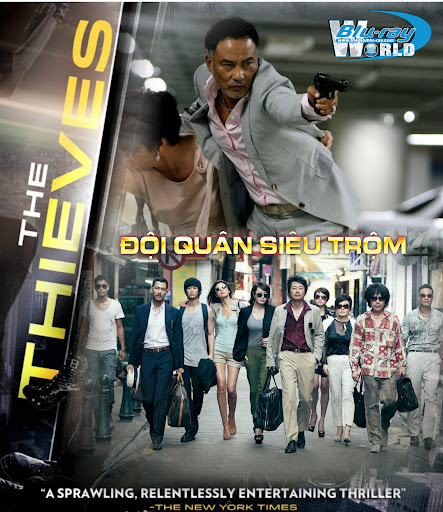 Blu-ray
WORLD
THE
THIEVES
ĐỘI QUÂN SIÊU TRỘM
"A SPRAWLING, RELENTLESSLY ENTERTAINING THRILLER"
-THE NEW YORK TIMES